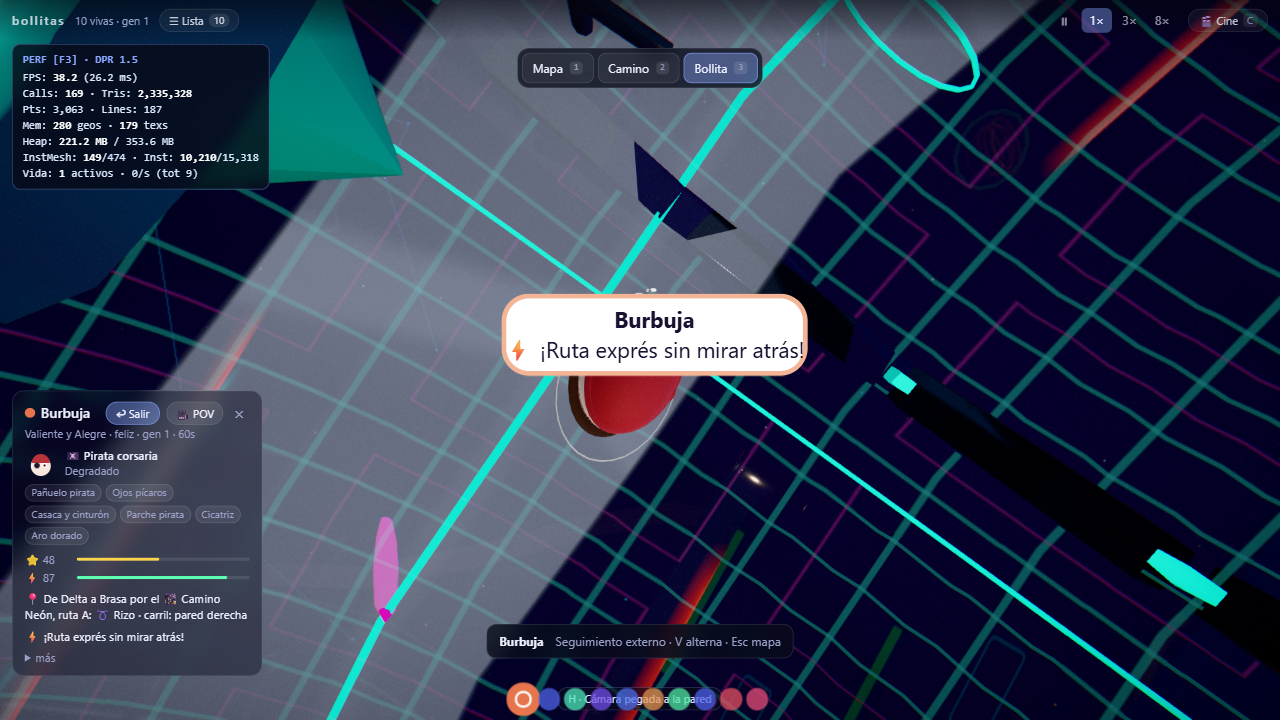 bollitas 10 vivas · gen 1 ☰ Lista 10
⏸ 1× 3× 8× 🎬 Cine C
Mapa 1 Camino 2 Bollita 3
PERF [F3] · DPR 1.5
FPS: 38.2 (26.2 ms)
Calls: 169 · Tris: 2,335,328
Pts: 3,063 · Lines: 187
Mem: 280 geos · 179 texs
Heap: 221.2 MB / 353.6 MB
InstMesh: 149/474 · Inst: 10,210/15,318
Vida: 1 activos · 0/s (tot 9)
Burbuja
⚡ ¡Ruta exprés sin mirar atrás!
Burbuja ↩ Salir POV ×
Valiente y Alegre · feliz · gen 1 · 60s
🏴‍☠️ Pirata corsaria
Degradado
Pañuelo pirata Ojos pícaros
Casaca y cinturón Parche pirata Cicatriz
Aro dorado
⭐ 48
⚡ 87
📍 De Delta a Brasa por el 🎆 Camino
Neón, ruta A: ➰ Rizo · carril: pared derecha
⚡ ¡Ruta exprés sin mirar atrás!
▶ más
Burbuja Seguimiento externo · V alterna · Esc mapa
H · Cámara pegada a la pared